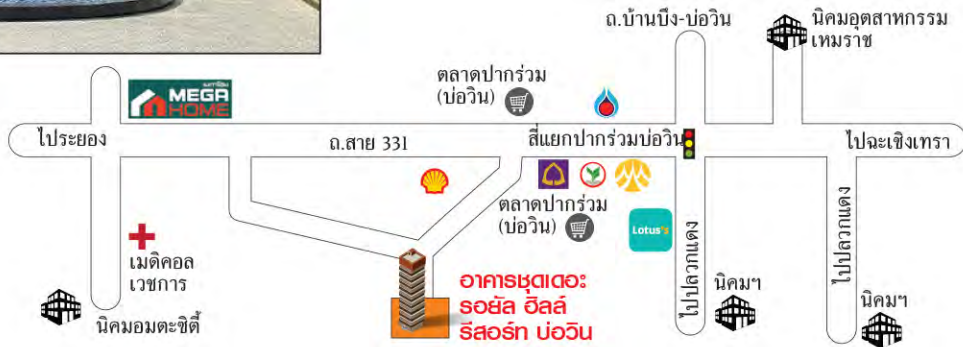 ถ.บ้านบึง-บ่อวิน
นิคมอุตสาหกรรม
เหมราช
ตลาดปากร่วม
(บ่อวิน)
เมกาโฮม
MEGA
HOME
ไประยอง
ถ.สาย 331
สี่แยกปากร่วมบ่อวิน
ไปฉะเชิงเทรา
ตลาดปากร่วม
(บ่อวิน)
Lotus's
เมดิคอล
เวชการ
นิคมอมตะซิตี้
อาคารชุดเดอะ
รอยัล ฮิลล์
รีสอร์ท บ่อวิน
ไปปลวกแดง
นิคมฯ
ไปปลวกแดง
นิคมฯ